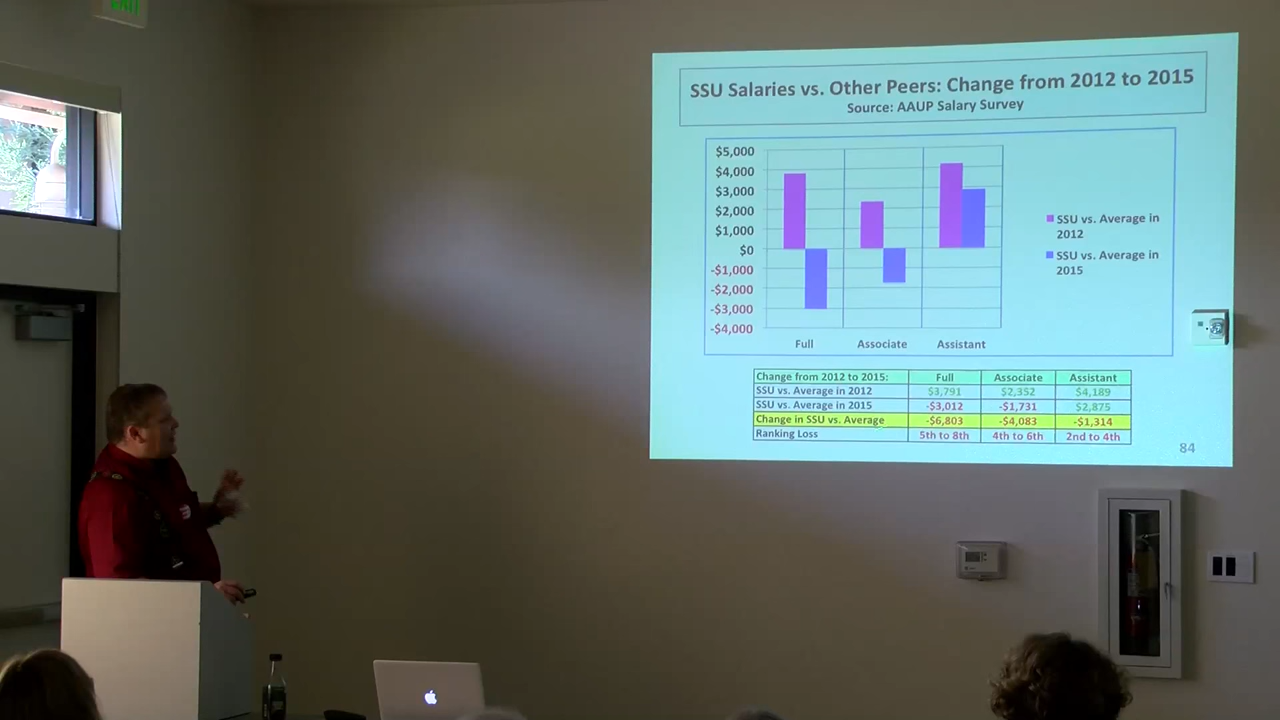 EXIT
SSU Salaries vs. Other Peers: Change from 2012 to 2015
Source: AAUP Salary Survey
$5,000
$4,000
$3,000
$2,000
$1,000
$0
-$1,000
-$2,000
-$3,000
-$4,000
Full Associate Assistant
SSU vs. Average in
2012
SSU vs. Average in
2015
Change from 2012 to 2015: Full Associate Assistant
SSU vs. Average in 2012 $3,791 $2,352 $4,189
SSU vs. Average in 2015 -$3,012 -$1,731 $2,875
Change in SSU vs. Average -$6,803 -$4,083 -$1,314
Ranking Loss 5th to 8th 4th to 6th 2nd to 4th
84